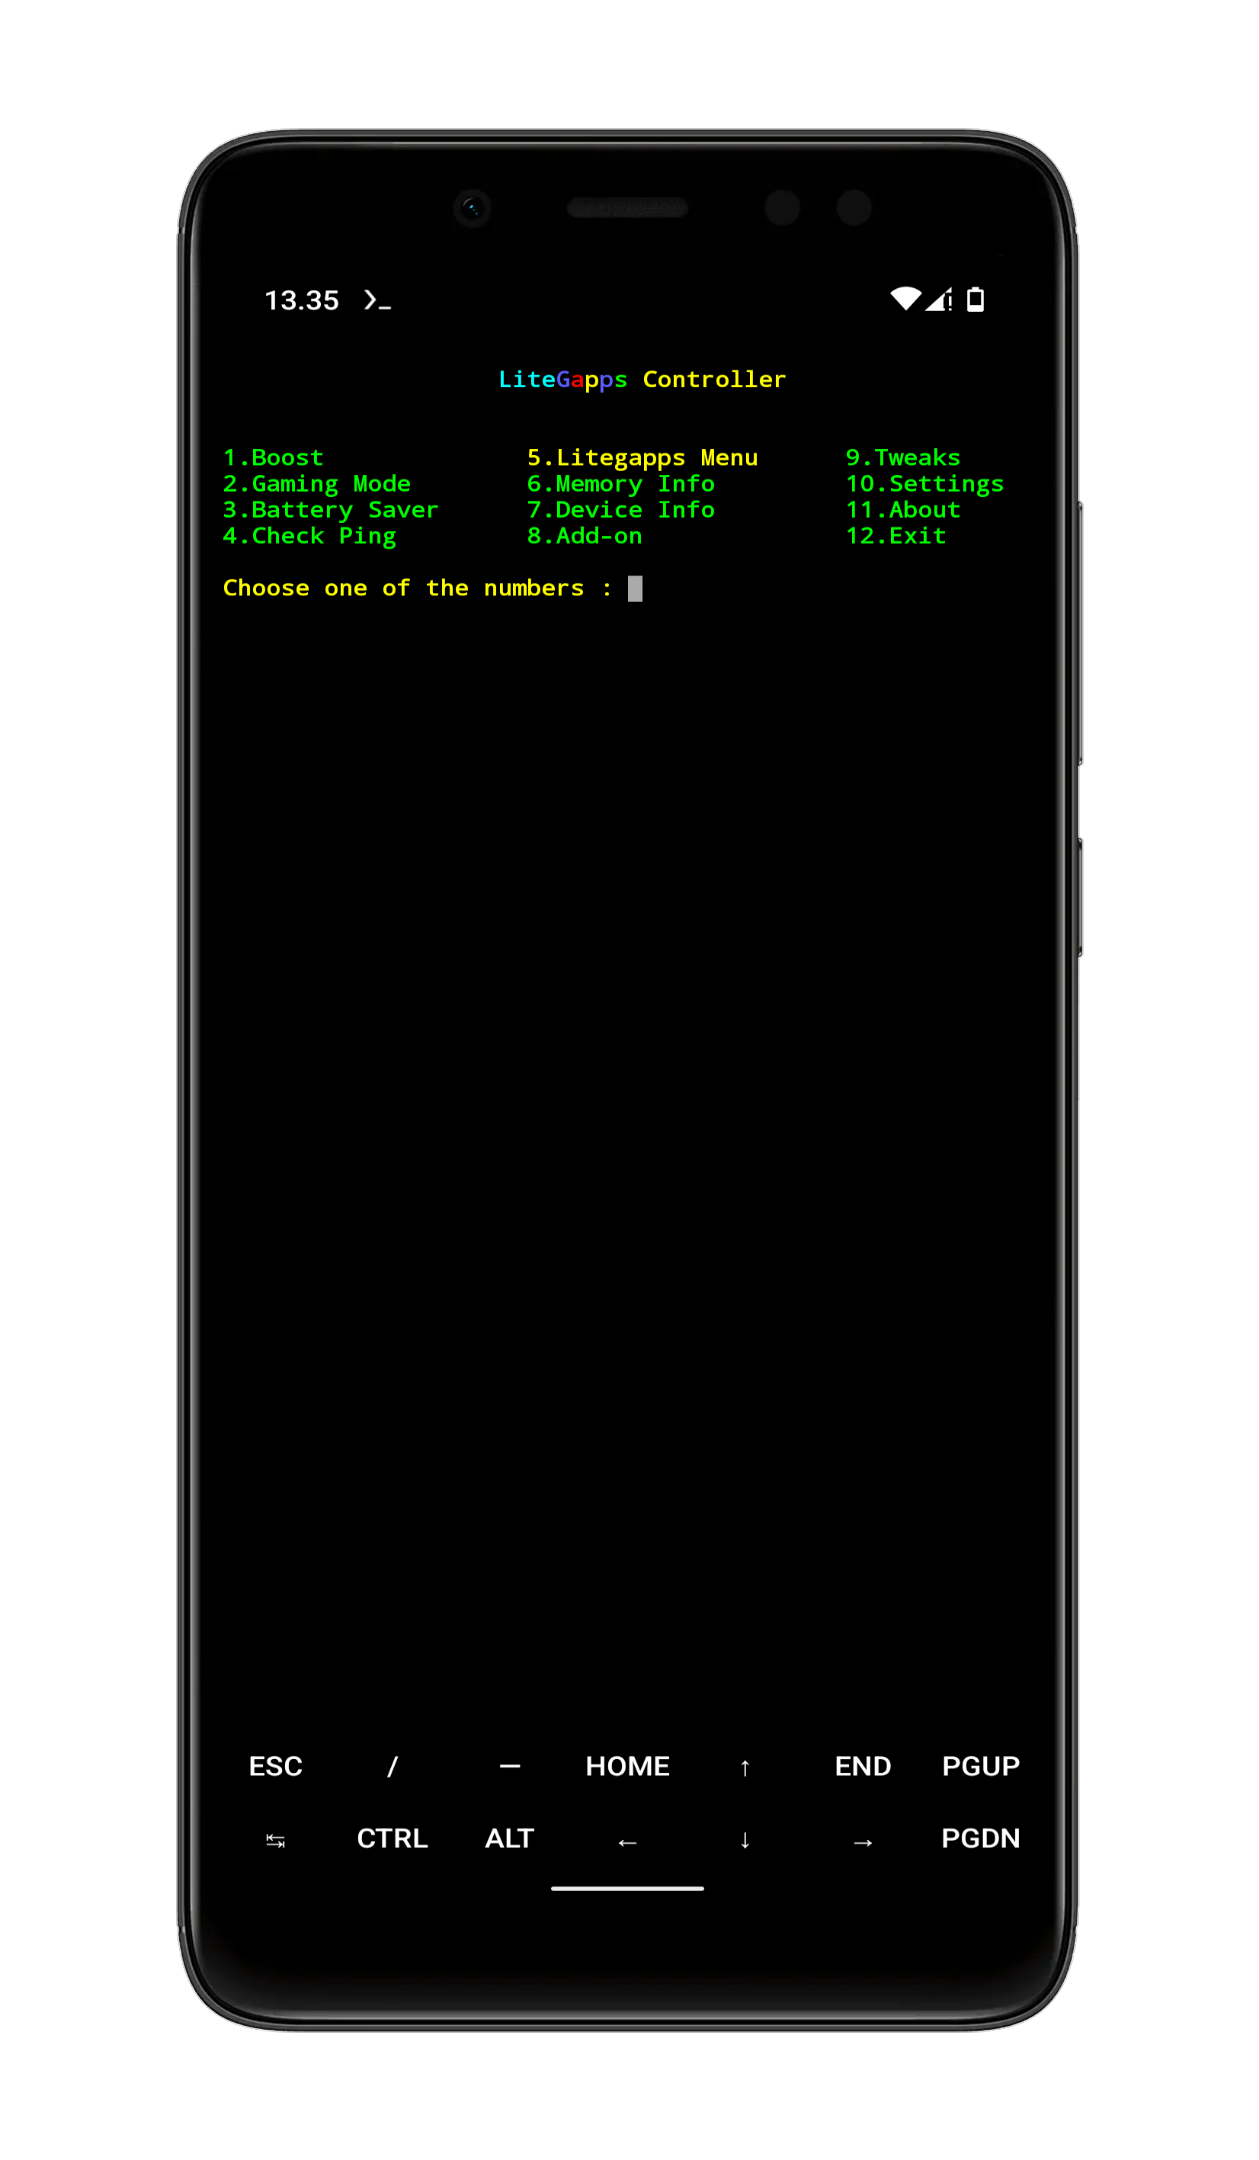 13.35
LiteGapps Controller
1.Boost 5.Litegapps Menu 9.Tweaks
2.Gaming Mode 6.Memory Info 10.Settings
3.Battery Saver 7.Device Info 11.About
4.Check Ping 8.Add-on 12.Exit
Choose one of the numbers :
ESC / — HOME ↑ END PGUP
↹ CTRL ALT ← ↓ → PGDN